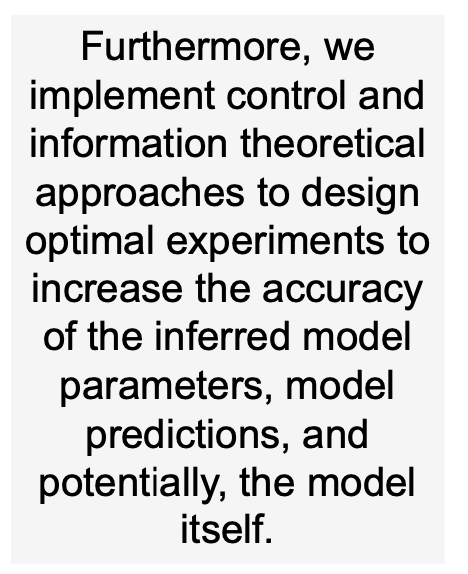 Furthermore, we
implement control and
information theoretical
approaches to design
optimal experiments to
increase the accuracy
of the inferred model
parameters, model
predictions, and
potentially, the model
itself.